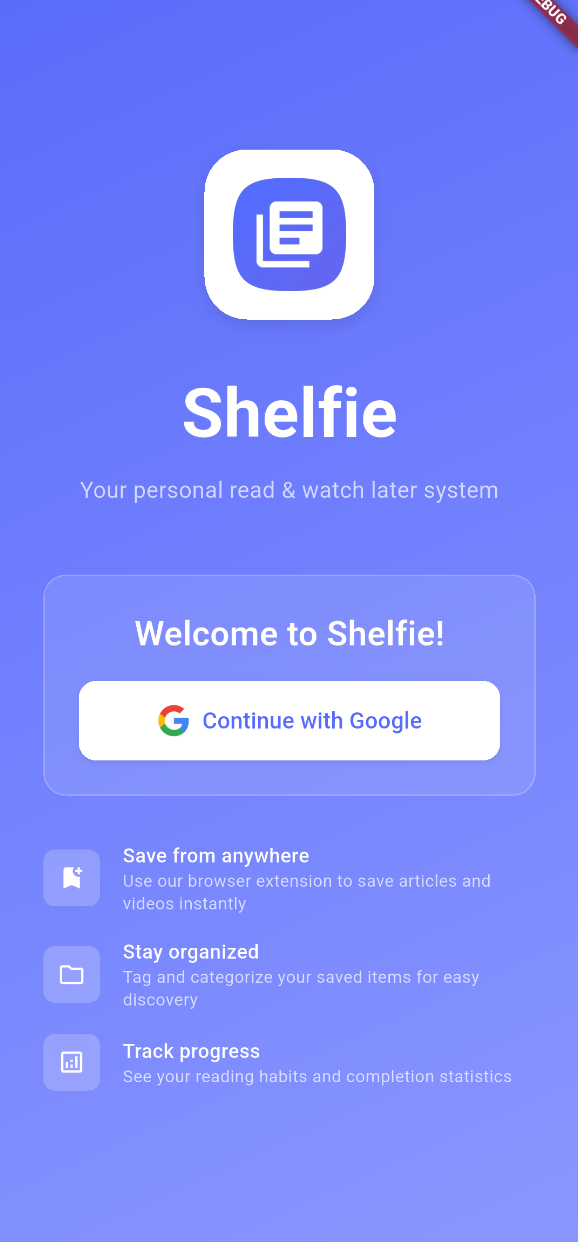 Shelfie
Your personal read & watch later system
Welcome to Shelfie!
Continue with Google
Save from anywhere
Use our browser extension to save articles and
videos instantly
Stay organized
Tag and categorize your saved items for easy
discovery
Track progress
See your reading habits and completion statistics